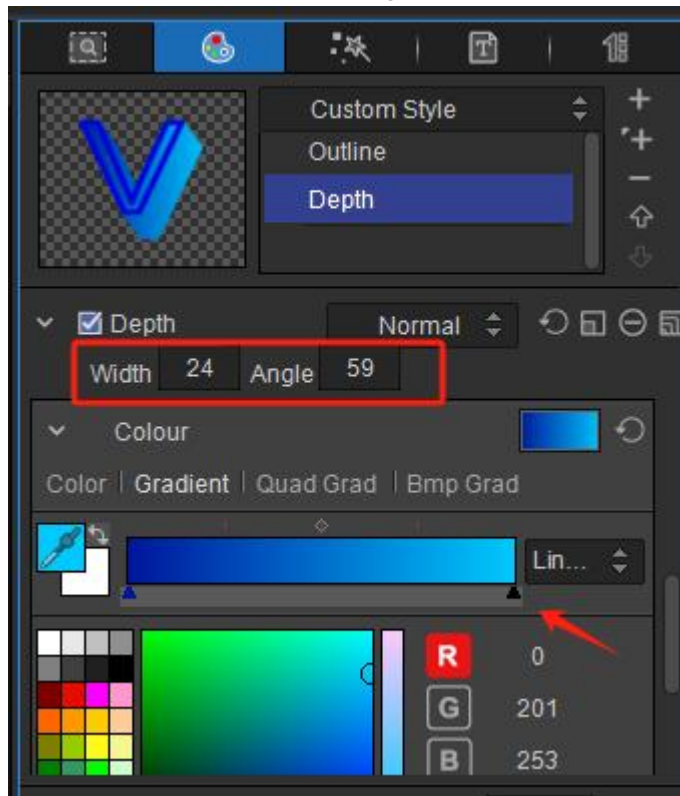 Custom Style
Outline
Depth
Depth Normal
Width 24 Angle 59
Colour
Color | Gradient | Quad Grad | Bmp Grad
Lin...
R 0
G 201
B 253